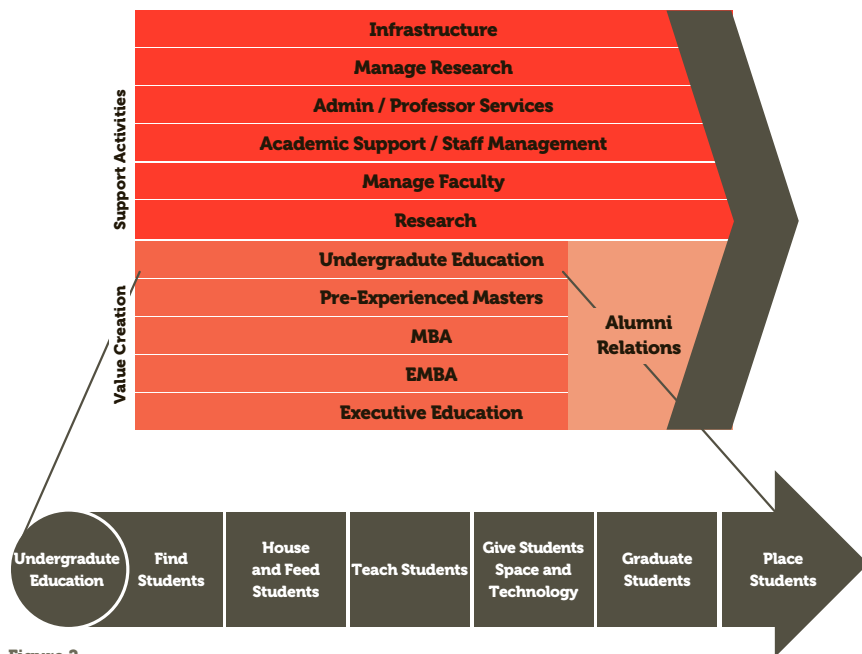 Infrastructure
Manage Research
Admin / Professor Services
Academic Support / Staff Management
Manage Faculty
Research
Support Activities
Undergradute Education
Pre-Experienced Masters
MBA
EMBA
Executive Education
Value Creation
Alumni
Relations
Undergradute
Education
Find
Students
House
and Feed
Students
Teach Students
Give Students
Space and
Technology
Graduate
Students
Place
Students